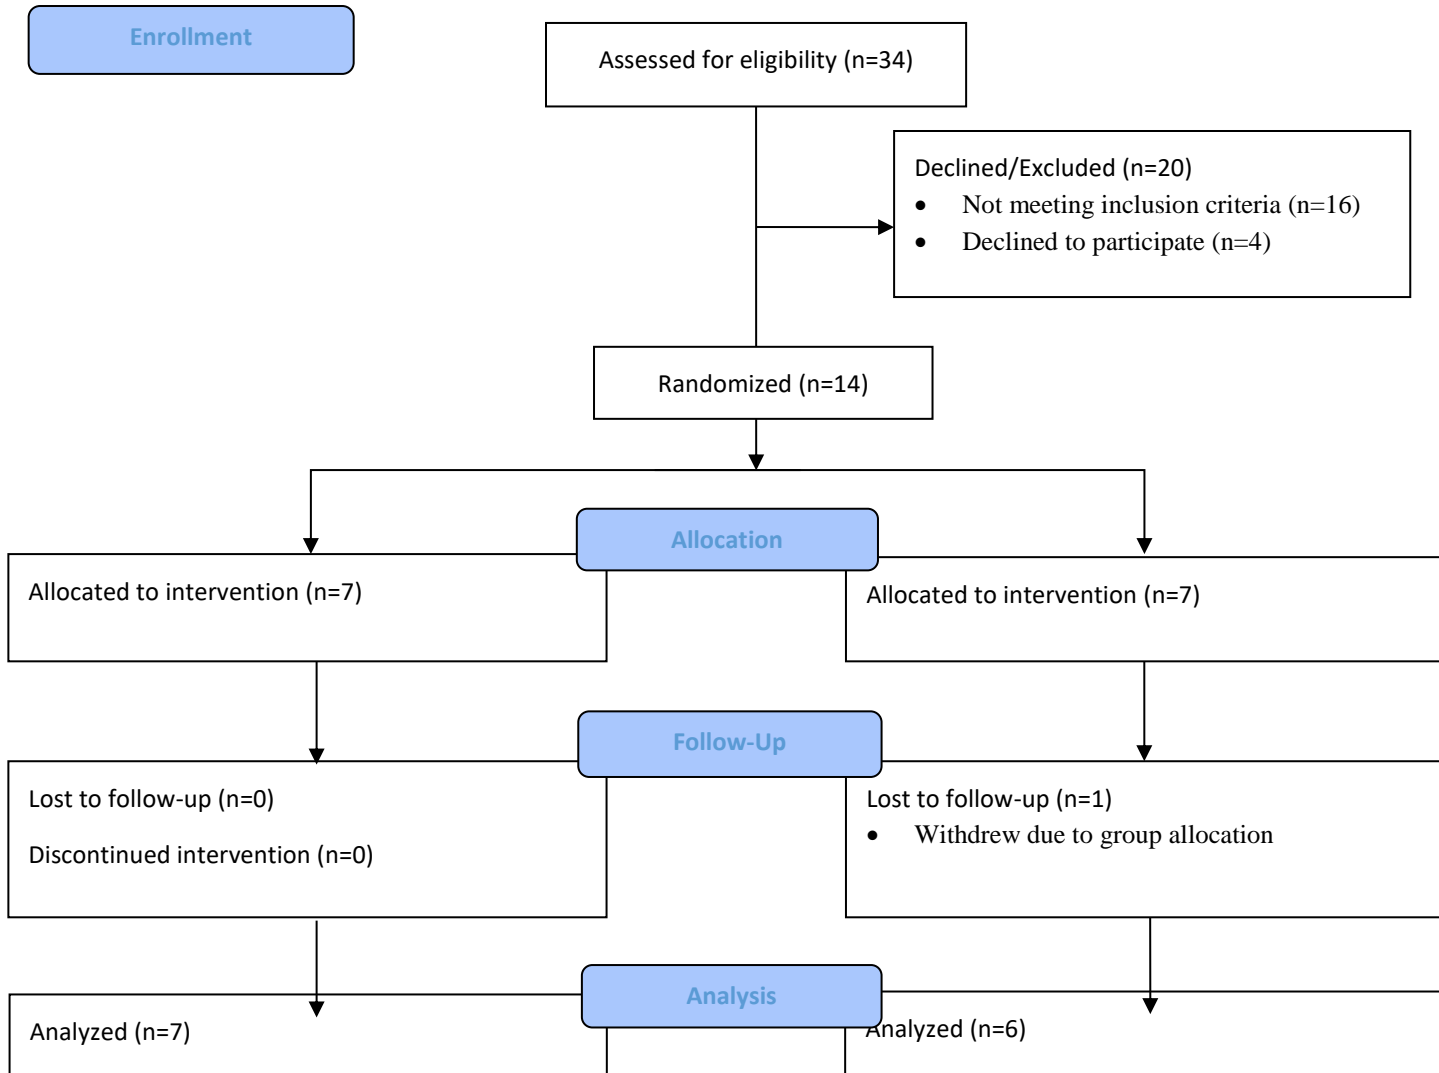 Enrollment
Assessed for eligibility (n=34)
Declined/Excluded (n=20)
• Not meeting inclusion criteria (n=16)
• Declined to participate (n=4)
Randomized (n=14)
Allocation
Allocated to intervention (n=7)
Allocated to intervention (n=7)
Follow-Up
Lost to follow-up (n=0)
Discontinued intervention (n=0)
Lost to follow-up (n=1)
• Withdrew due to group allocation
Analysis
Analyzed (n=7)
Analyzed (n=6)